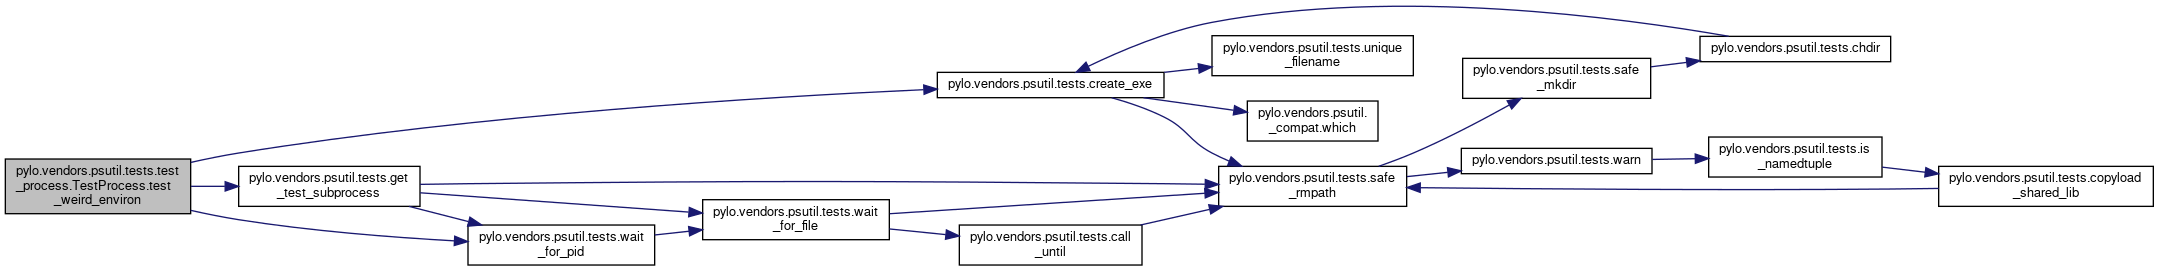 pylo.vendors.psutil.tests.test
_process.TestProcess.test
_weird_environ
pylo.vendors.psutil.tests.get
_test_subprocess
pylo.vendors.psutil.tests.wait
_for_pid
pylo.vendors.psutil.tests.wait
_for_file
pylo.vendors.psutil.tests.create_exe
pylo.vendors.psutil.tests.call
_until
pylo.vendors.psutil.tests.unique
_filename
pylo.vendors.psutil.
_compat.which
pylo.vendors.psutil.tests.safe
_rmpath
pylo.vendors.psutil.tests.safe
_mkdir
pylo.vendors.psutil.tests.warn
pylo.vendors.psutil.tests.chdir
pylo.vendors.psutil.tests.is
_namedtuple
pylo.vendors.psutil.tests.copyload
_shared_lib